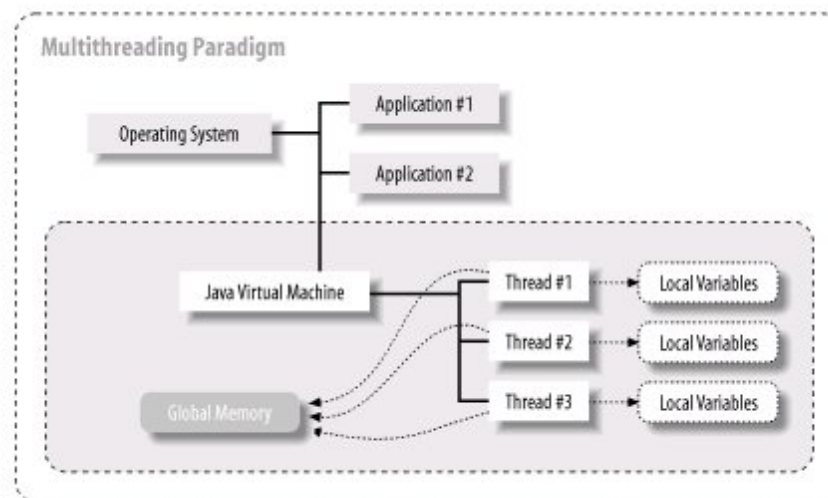 Multithreading Paradigm
Application #1
Operating System
Application #2
Java Virtual Machine
Thread #1
Local Variables
Thread #2
Local Variables
Thread #3
Local Variables
Global Memory